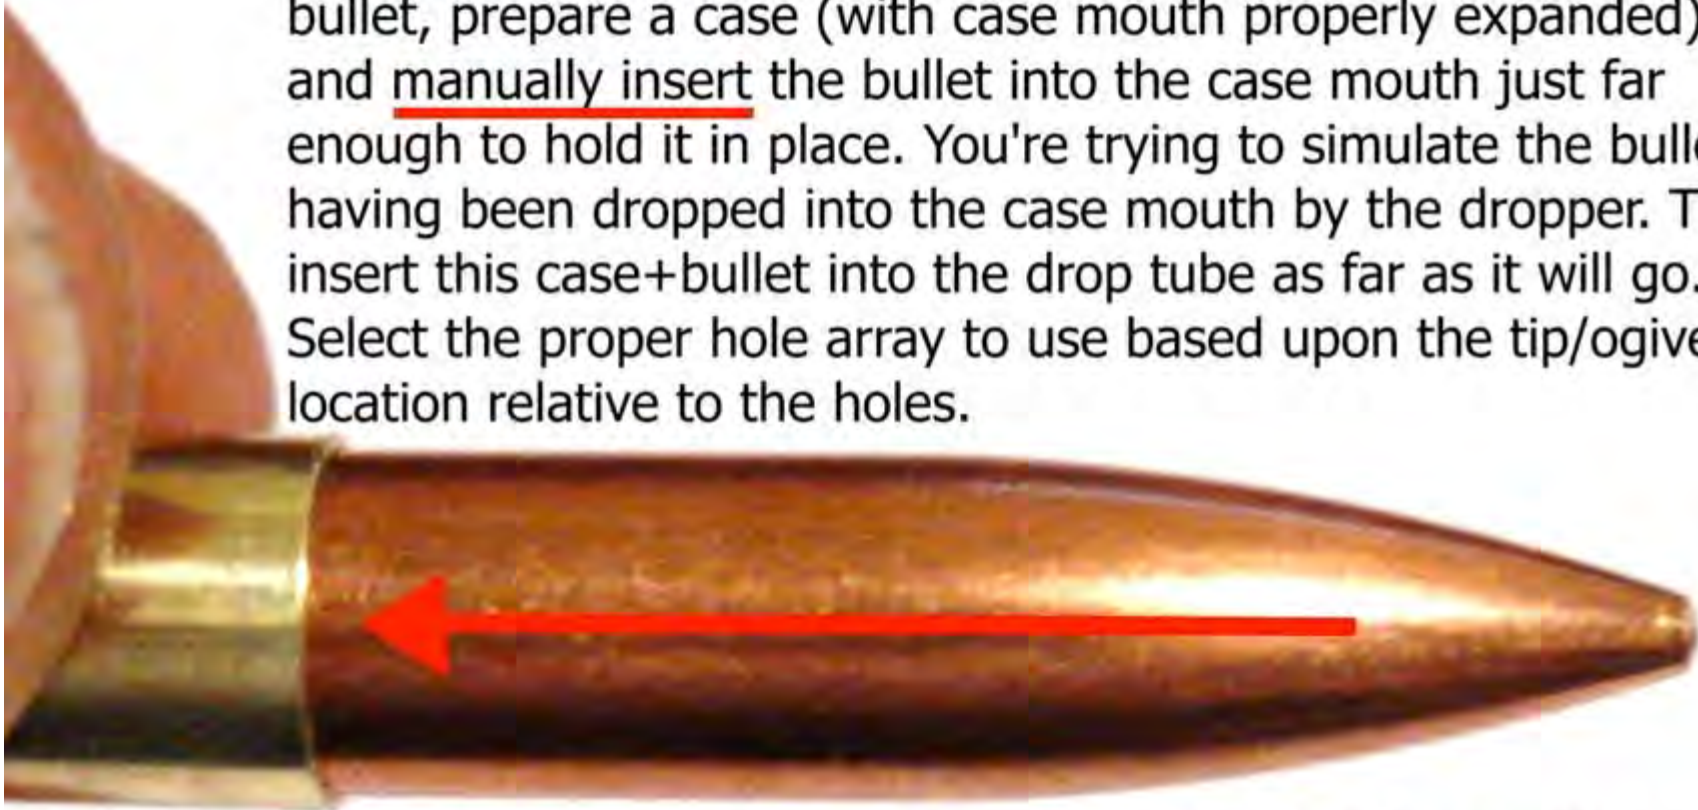 bullet, prepare a case (with case mouth properly expanded)
and manually insert the bullet into the case mouth just far
enough to hold it in place. You're trying to simulate the
having been dropped into the case mouth by the dropper.
insert this case+bullet into the drop tube as far as it will go.
Select the proper hole array to use based upon the
location relative to the holes.